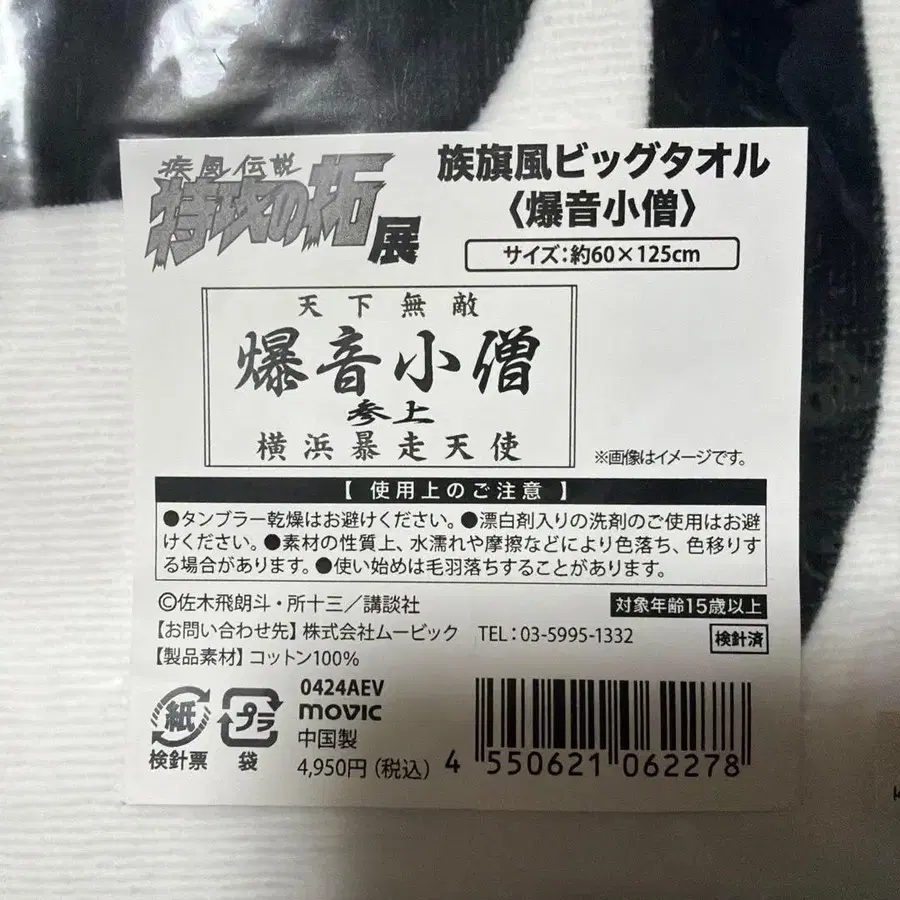 疾風伝説
特攻の拓
展
族旗風ビッグタオル
〈爆音小僧〉
サイズ：約60×125cm
天下無敵
爆音小僧
参上
横浜暴走天使
※画像はイメージです。
【 使用上のご注意 】
●タンブラー乾燥はお避けください。●漂白剤入りの洗剤のご使用はお避
けください。●素材の性質上、水濡れや摩擦などにより色落ち、色移りす
る場合があります。●使い始めは毛羽落ちすることがあります。
©佐木飛朗斗・所十三／講談社
対象年齢15歳以上
【お問い合わせ先】株式会社ムービック TEL：03-5995-1332
検針済
【製品素材】コットン100%
紙
検針票
プラ
袋
0424AEV
movic
中国製
4,950円（税込）
4 550621 062278